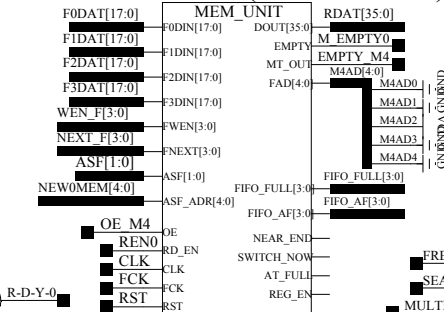 MEM_UNIT
F0DAT[17:0] F0DIN[17:0] DOUT[35:0] RDAT[35:0]
F1DAT[17:0] F1DIN[17:0] EMPTY M_EMPTY0
F2DAT[17:0] F2DIN[17:0] MT_OUT EMPTY_M4
F3DAT[17:0] F3DIN[17:0] FAD[4:0] M4AD[4:0]
M4AD0
M4AD1
M4AD2
M4AD3
M4AD4
WEN_F[3:0] FWEN[3:0]
NEXT_F[3:0] FNEXT[3:0]
ASF[1:0] ASF[1:0] FIFO_FULL[3:0] FIFO_FULL[3:0]
NEW0MEM[4:0] ASF_ADR[4:0] FIFO_AF[3:0] FIFO_AF[3:0]
OE_M4 OE NEAR_END
REN0 RD_EN SWITCH_NOW
CLK CLK AT_FULL
FCK FCK REG_EN
R-D-Y-0 RST RST
FRE
SEA
MULTI